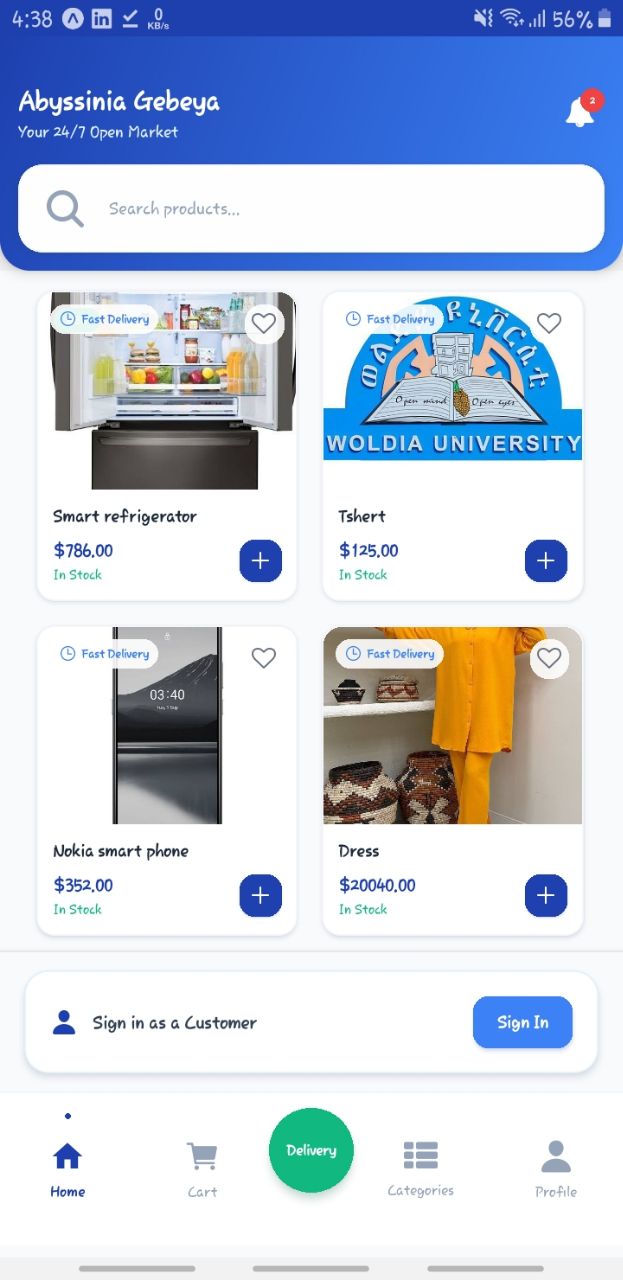 4:38
0
KB/s
56%
Abyssinia Gebeya
Your 24/7 Open Market
2
Search products...
Fast Delivery
Fast Delivery
Open mind
Open eyes
WOLDIA UNIVERSITY
Smart refrigerator
Tshert
$786.00
$125.00
In Stock
In Stock
Fast Delivery
03:40
Fast Delivery
Nokia smart phone
Dress
$352.00
$20040.00
In Stock
In Stock
Sign in as a Customer
Sign In
Home
Cart
Delivery
Categories
Profile